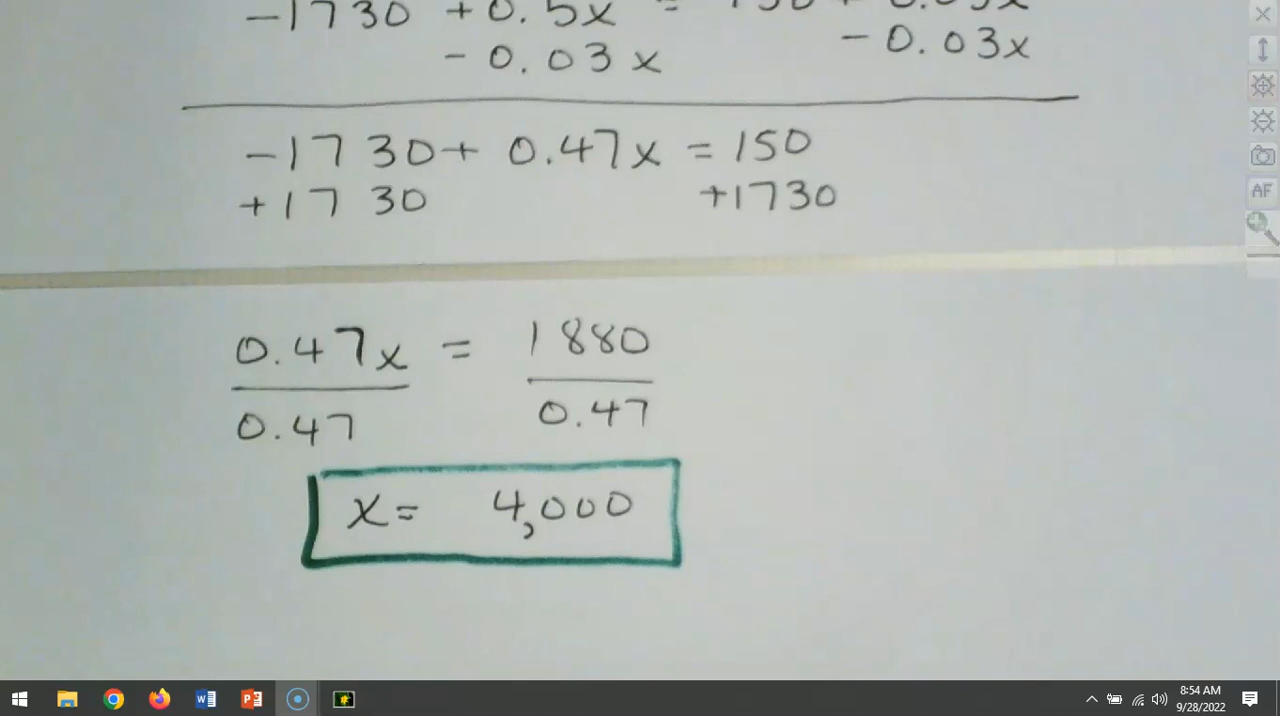 -1730 + 0.5x =
- 0.03x - 0.03x
-1730 + 0.47x = 150
+1730 +1730
0.47x = 1880
0.47 0.47
x = 4,000
AF
8:54 AM
9/28/2022